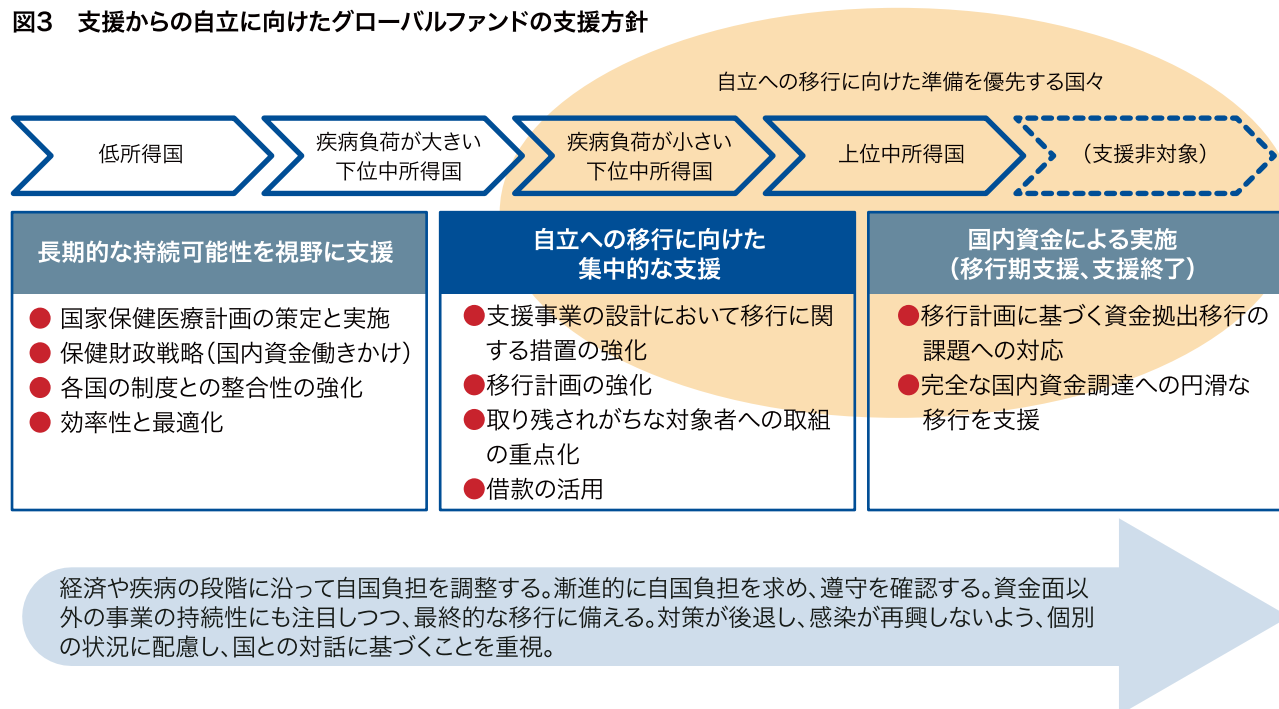 図3　支援からの自立に向けたグローバルファンドの支援方針
自立への移行に向けた準備を優先する国々
低所得国
疾病負荷が大きい
下位中所得国
疾病負荷が小さい
下位中所得国
上位中所得国
（支援非対象）
長期的な持続可能性を視野に支援
●国家保健医療計画の策定と実施
●保健財政戦略（国内資金働きかけ）
●各国の制度との整合性の強化
●効率性と最適化
自立への移行に向けた
集中的な支援
●支援事業の設計において移行に関
する措置の強化
●移行計画の強化
●取り残されがちな対象者への取組
の重点化
●借款の活用
国内資金による実施
（移行期支援、支援終了）
●移行計画に基づく資金拠出移行の
課題への対応
●完全な国内資金調達への円滑な
移行を支援
経済や疾病の段階に沿って自国負担を調整する。漸進的に自国負担を求め、遵守を確認する。資金面以
外の事業の持続性にも注目しつつ、最終的な移行に備える。対策が後退し、感染が再興しないよう、個別
の状況に配慮し、国との対話に基づくことを重視。